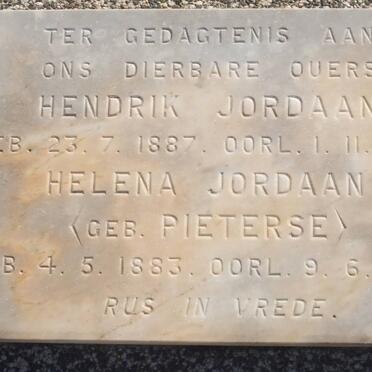 TER GEDAGTENIS AAN
ONS DIERBARE OUERS
HENDRIK JORDAAN
EB. 23. 7. 1887. OORL. 1. 11.
HELENA JORDAAN
<GEB. PIETERSE>
B. 4. 5. 1883. OORL. 9. 6.
RUS IN VREDE.